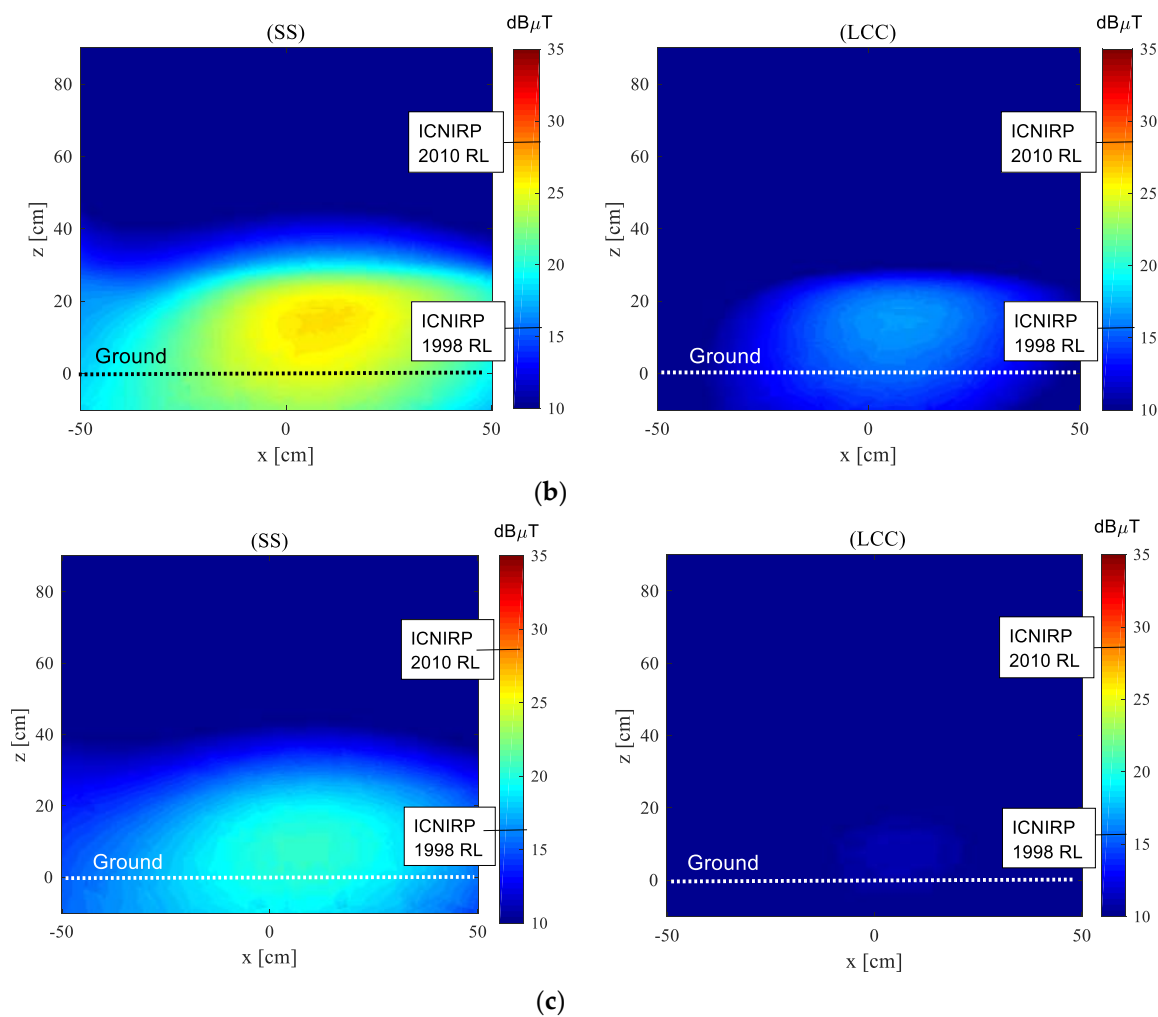 (SS)
dBμT
90
80
60
40
20
0
-50
0
50
z [cm]
x [cm]
35
30
25
20
15
10
ICNIRP
2010 RL
ICNIRP
1998 RL
Ground
(LCC)
dBμT
80
60
40
20
0
-50
0
50
z [cm]
x [cm]
35
30
25
20
15
10
ICNIRP
2010 RL
ICNIRP
1998 RL
Ground
(b)
(SS)
dBμT
80
60
40
20
0
-50
0
50
z [cm]
x [cm]
35
30
25
20
15
10
ICNIRP
2010 RL
ICNIRP
1998 RL
Ground
(LCC)
dBμT
80
60
40
20
0
-50
0
50
z [cm]
x [cm]
35
30
25
20
15
10
ICNIRP
2010 RL
ICNIRP
1998 RL
Ground
(c)